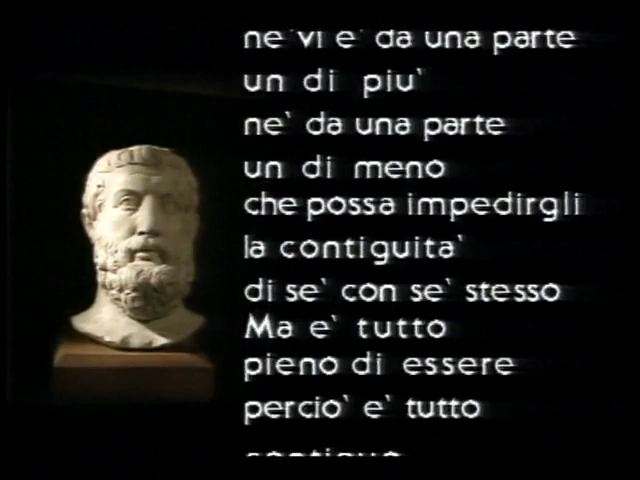 ne' vi e' da una parte
un di piu'
ne' da una parte
un di meno
che possa impedirgli
la contiguita'
di se' con se' stesso
Ma e' tutto
pieno di essere
percio' e' tutto